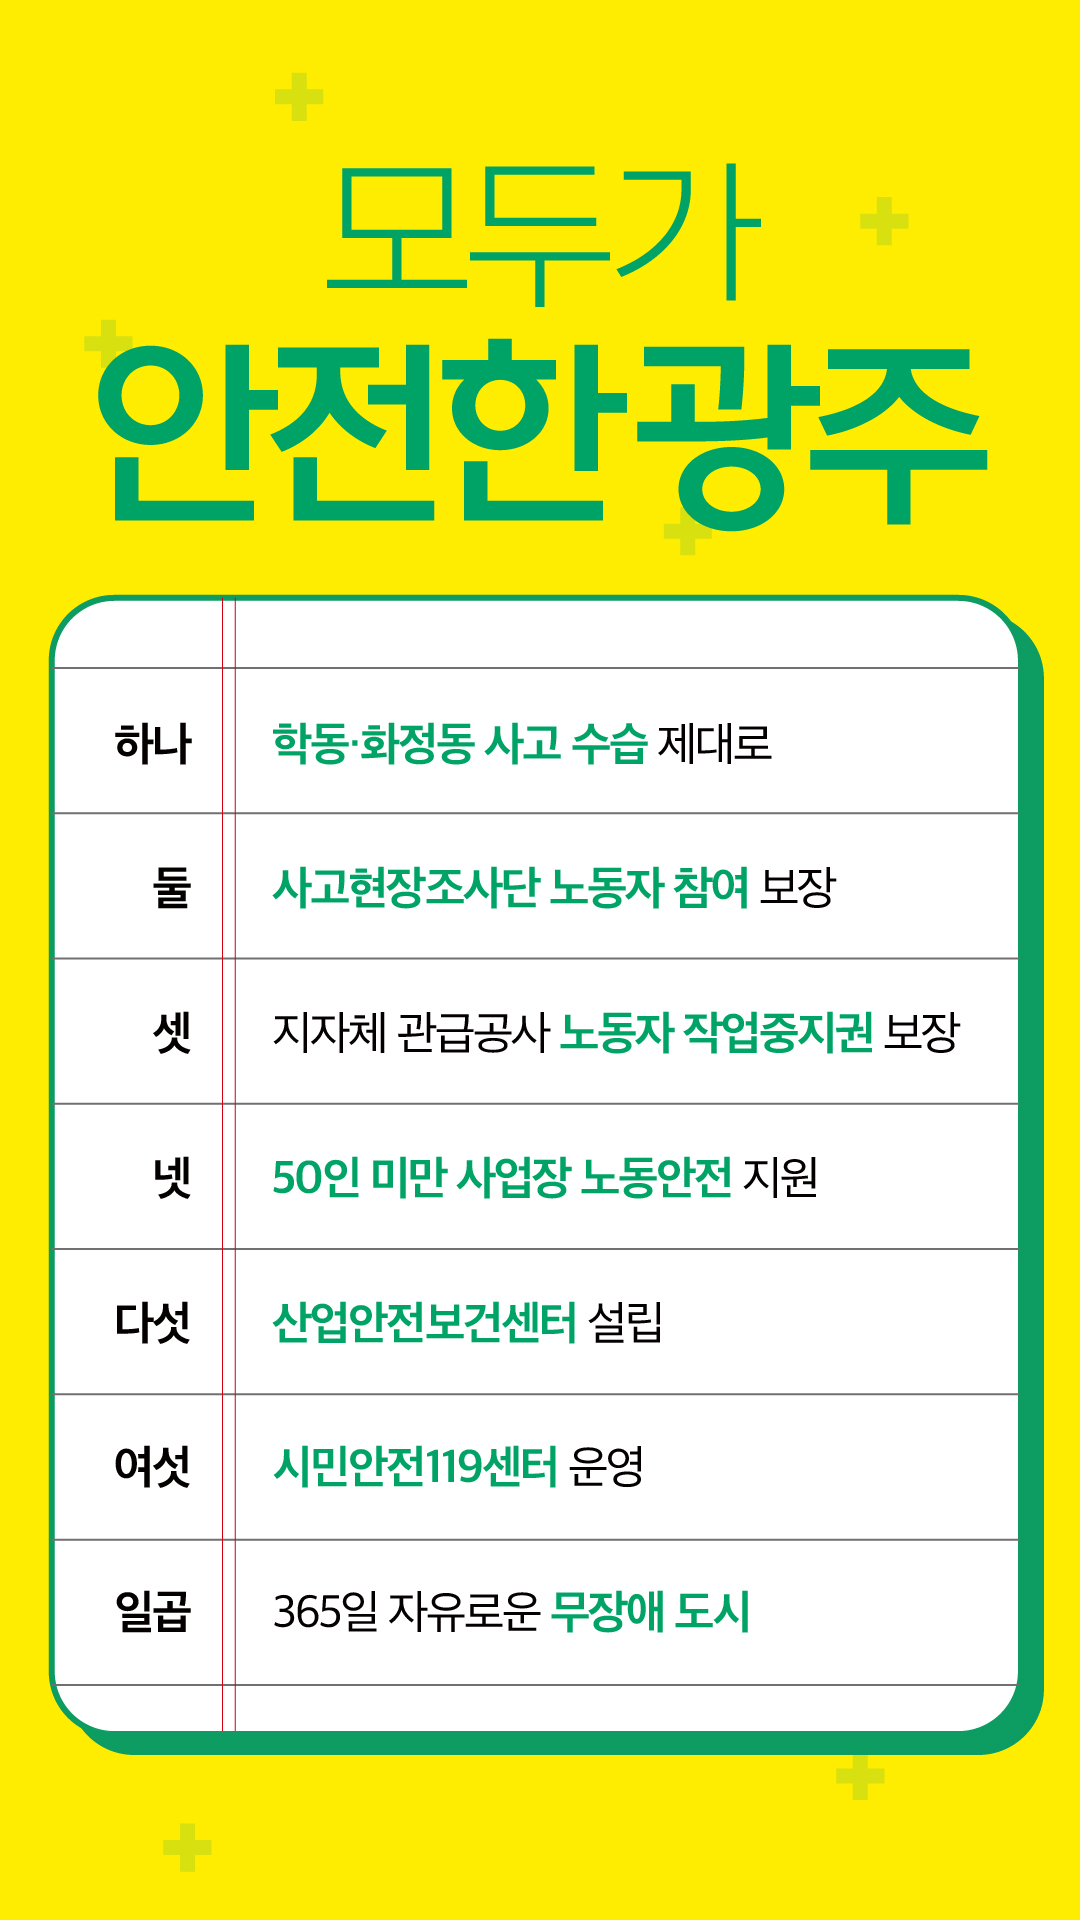 모두가
안전한 광주
하나 학동·화정동 사고 수습 제대로
둘 사고현장조사단 노동자 참여 보장
셋 지자체 관급공사 노동자 작업중지권 보장
넷 50인 미만 사업장 노동안전 지원
다섯 산업안전보건센터 설립
여섯 시민안전119센터 운영
일곱 365일 자유로운 무장애 도시